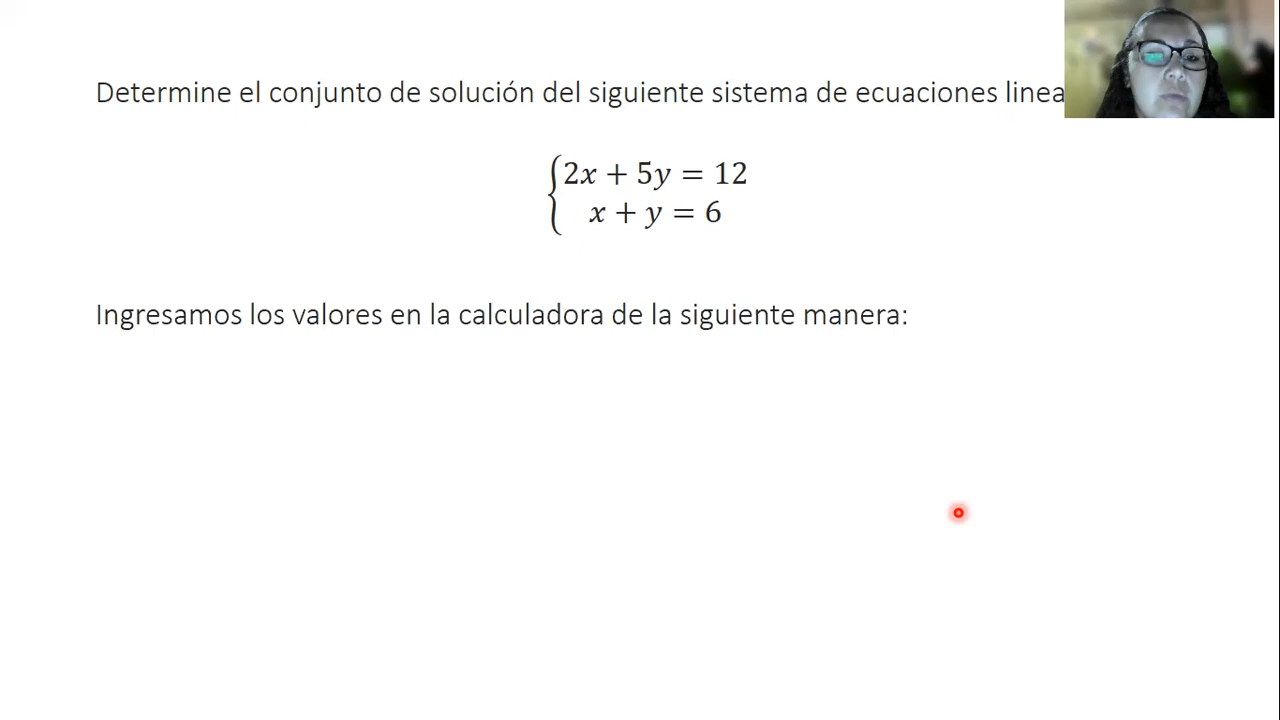 Determine el conjunto de solución del siguiente sistema de ecuaciones linea
2x + 5y = 12
x + y = 6
Ingresamos los valores en la calculadora de la siguiente manera: